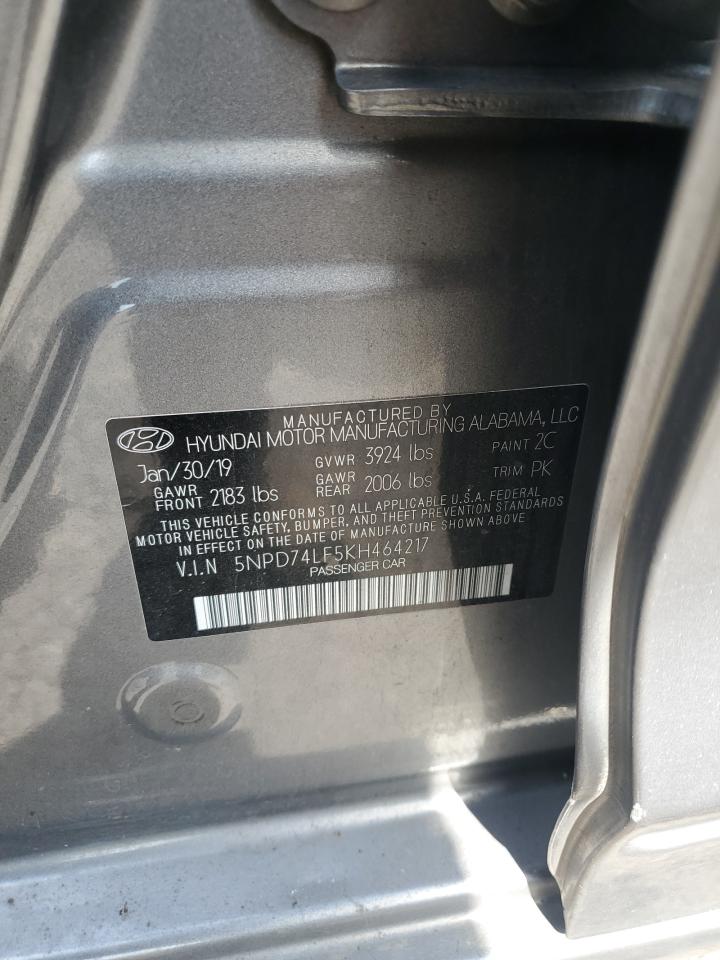 MANUFACTURED BY
HYUNDAI MOTOR MANUFACTURING ALABAMA, LLC
Jan/30/19 GVWR 3924 lbs PAINT 2C
GAWR FRONT 2183 lbs GAWR REAR 2006 lbs TRIM PK
THIS VEHICLE CONFORMS TO ALL APPLICABLE U.S.A. FEDERAL
MOTOR VEHICLE SAFETY, BUMPER, AND THEFT PREVENTION STANDARDS
IN EFFECT ON THE DATE OF MANUFACTURE SHOWN ABOVE
V.I.N 5NPD74LF5KH464217
PASSENGER CAR